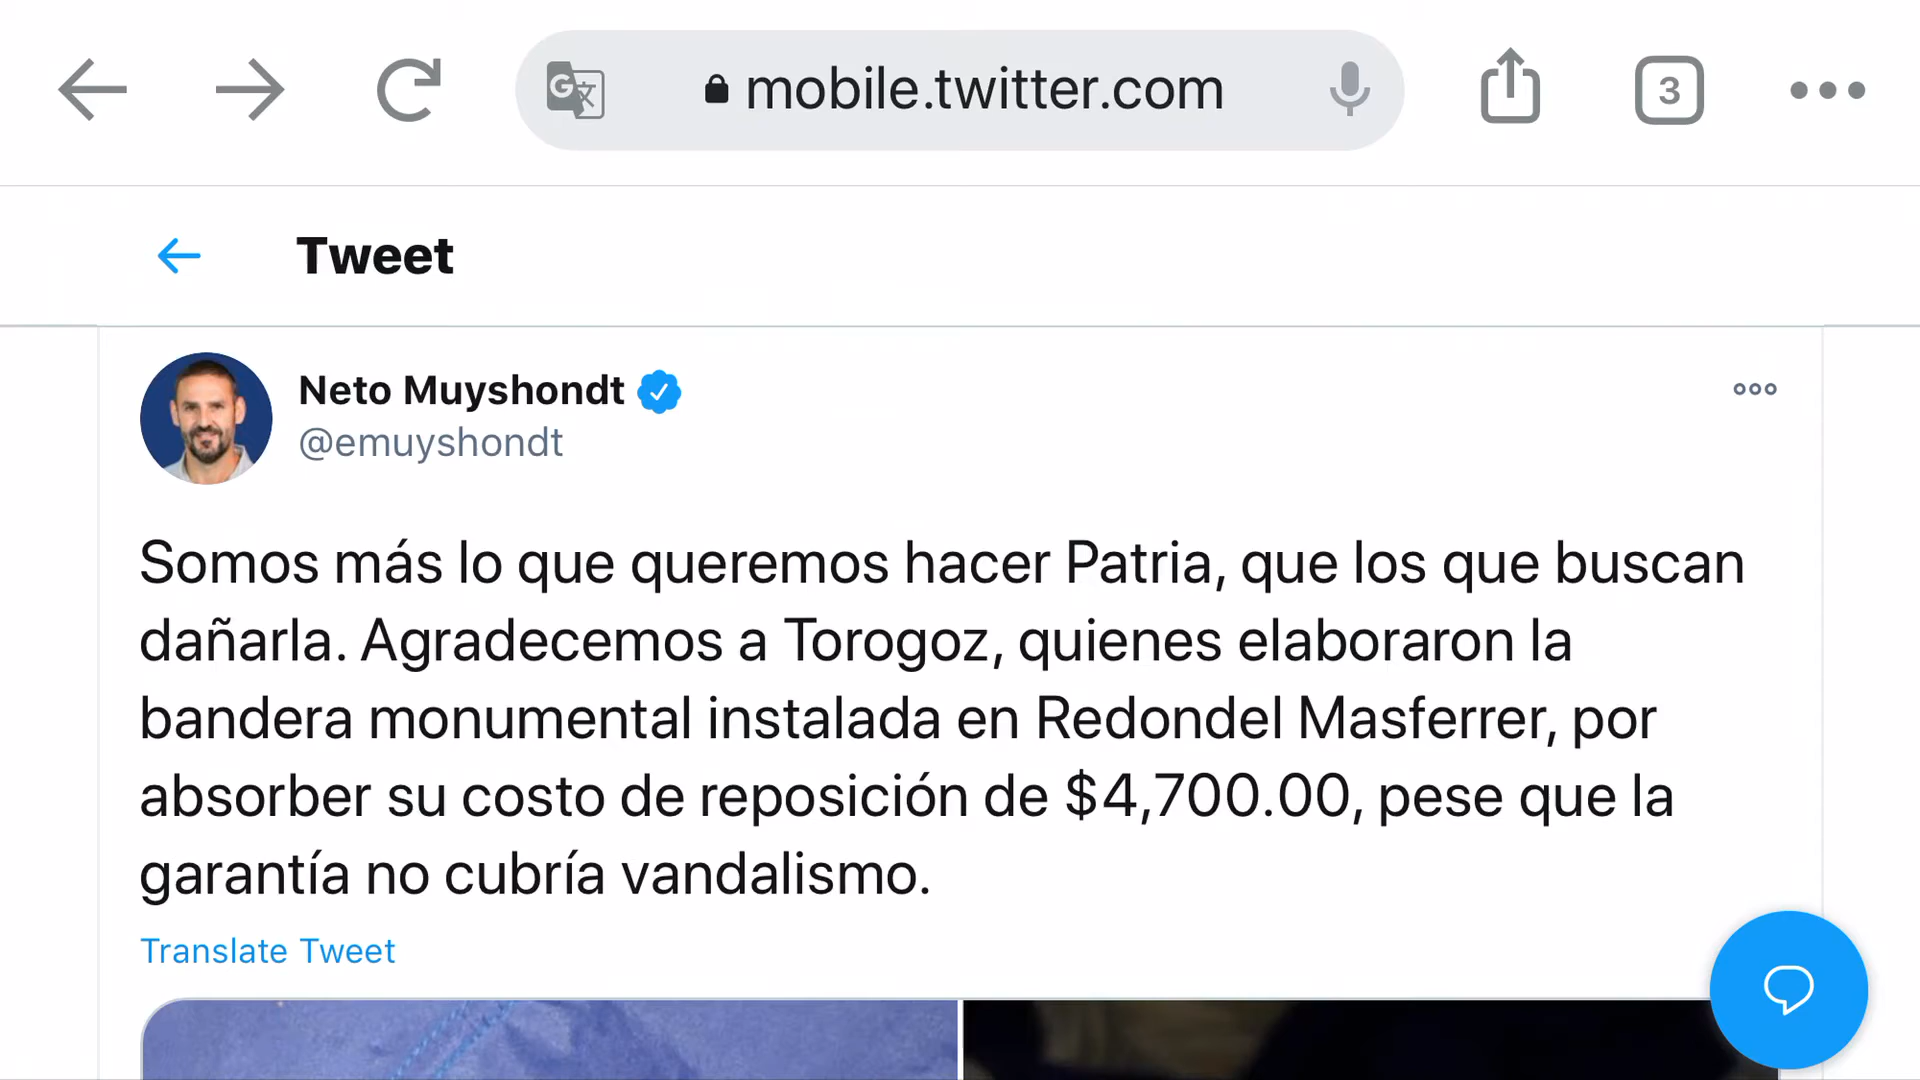 mobile.twitter.com
3
Tweet
Neto Muyshondt
@emuyshondt
Somos más lo que queremos hacer Patria, que los que buscan
dañarla. Agradecemos a Torogoz, quienes elaboraron la
bandera monumental instalada en Redondel Masferrer, por
absorber su costo de reposición de $4,700.00, pese que la
garantía no cubría vandalismo.
Translate Tweet